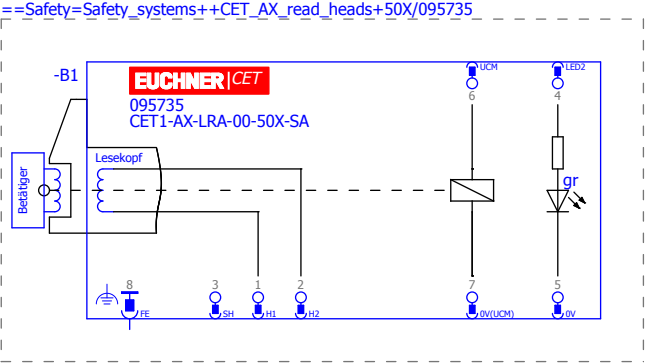 ==Safety=Safety_systems++CET_AX_read_heads+50X/095735
-B1
EUCHNER CET
095735
CET1-AX-LRA-00-50X-SA
UCM
LED2
6
4
Lesekopf
Betätiger
gr
8
3
1
2
7
5
FE
SH
H1
H2
0V(UCM)
0V